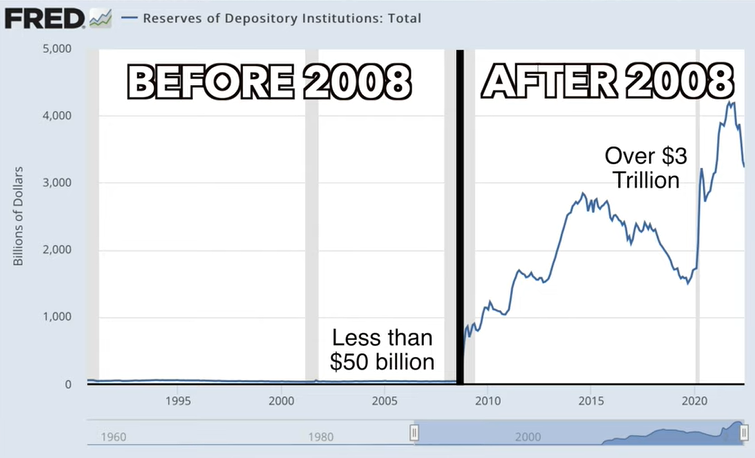 FRED
Reserves of Depository Institutions: Total
5,000
4,000
3,000
2,000
1,000
0
Billions of Dollars
BEFORE 2008
AFTER 2008
Over $3
Trillion
Less than
$50 billion
1995
2000
2005
2010
2015
2020
1960
1980
2000